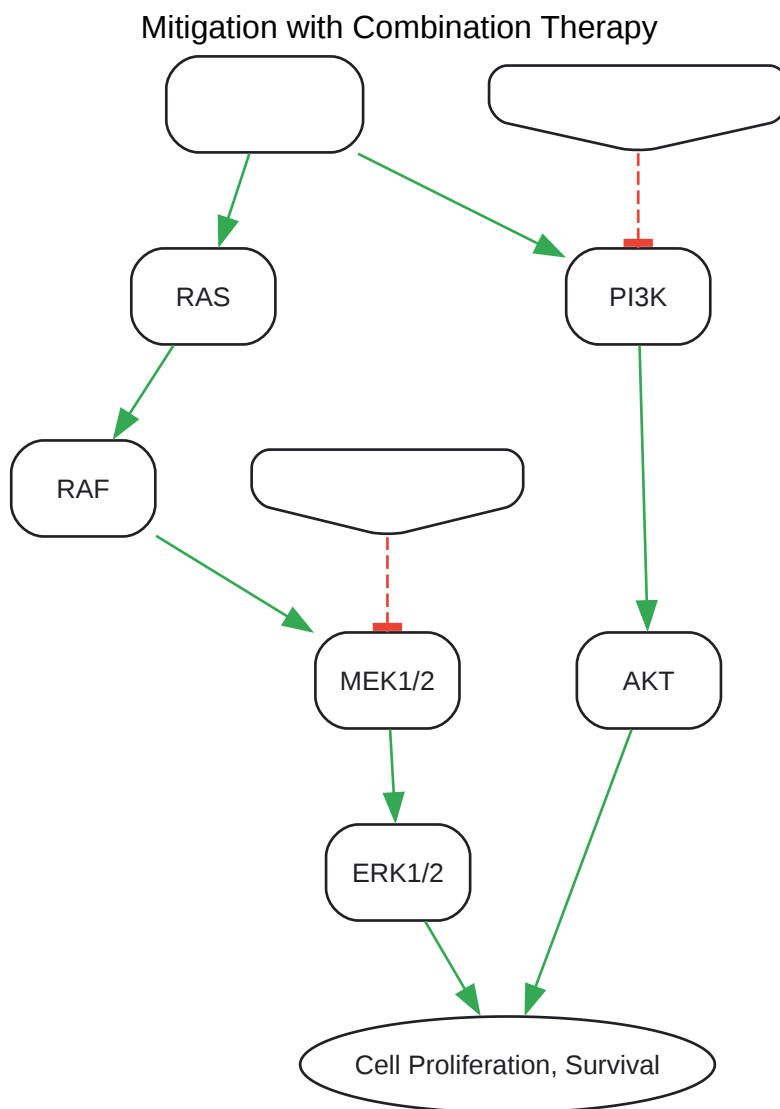 Mitigation with Combination Therapy
RAS
PI3K
RAF
MEK1/2
AKT
ERK1/2
Cell Proliferation, Survival